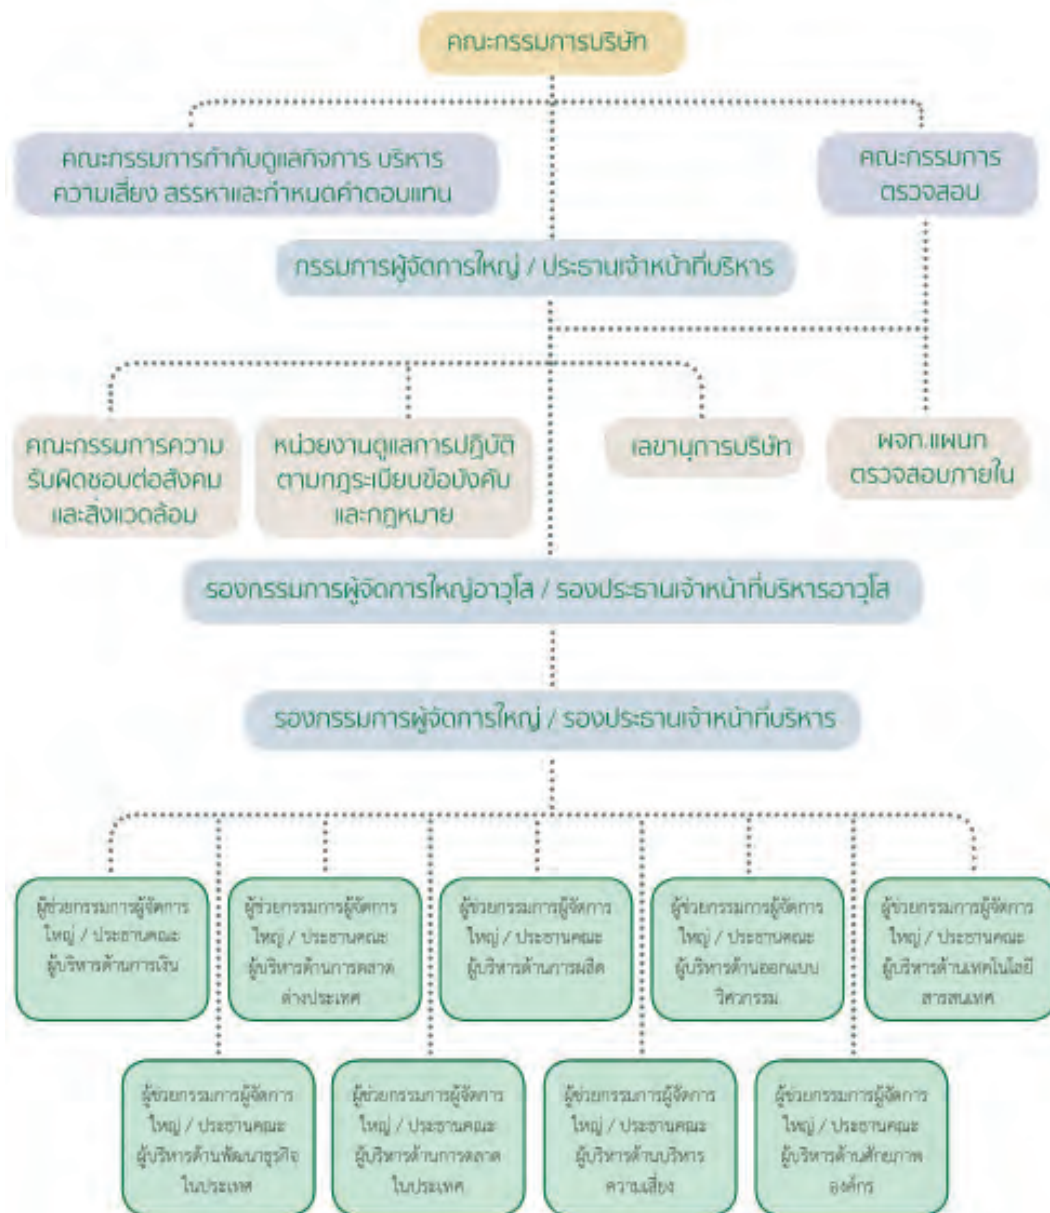 คณะกรรมการบริษัท
คณะกรรมการกำกับดูแลกิจการ บริหาร
ความเสี่ยง สรรหาและกำหนดค่าตอบแทน
คณะกรรมการ
ตรวจสอบ
กรรมการผู้จัดการใหญ่ / ประธานเจ้าหน้าที่บริหาร
คณะกรรมการความ
รับผิดชอบต่อสังคม
และสิ่งแวดล้อม
หน่วยงานดูแลการปฏิบัติ
ตามกฎระเบียบข้อบังคับ
และกฎหมาย
เลขานุการบริษัท
ผจก.แผนก
ตรวจสอบภายใน
รองกรรมการผู้จัดการใหญ่อาวุโส / รองประธานเจ้าหน้าที่บริหารอาวุโส
รองกรรมการผู้จัดการใหญ่ / รองประธานเจ้าหน้าที่บริหาร
ผู้ช่วยกรรมการผู้จัดการ
ใหญ่ / ประธานคณะ
ผู้บริหารด้านการเงิน
ผู้ช่วยกรรมการผู้จัดการ
ใหญ่ / ประธานคณะ
ผู้บริหารด้านการตลาด
ต่างประเทศ
ผู้ช่วยกรรมการผู้จัดการ
ใหญ่ / ประธานคณะ
ผู้บริหารด้านการผลิต
ผู้ช่วยกรรมการผู้จัดการ
ใหญ่ / ประธานคณะ
ผู้บริหารด้านออกแบบ
วิศวกรรม
ผู้ช่วยกรรมการผู้จัดการ
ใหญ่ / ประธานคณะ
ผู้บริหารด้านเทคโนโลยี
สารสนเทศ
ผู้ช่วยกรรมการผู้จัดการ
ใหญ่ / ประธานคณะ
ผู้บริหารด้านพัฒนาธุรกิจ
ในประเทศ
ผู้ช่วยกรรมการผู้จัดการ
ใหญ่ / ประธานคณะ
ผู้บริหารด้านการตลาด
ในประเทศ
ผู้ช่วยกรรมการผู้จัดการ
ใหญ่ / ประธานคณะ
ผู้บริหารด้านบริหาร
ความเสี่ยง
ผู้ช่วยกรรมการผู้จัดการ
ใหญ่ / ประธานคณะ
ผู้บริหารด้านศักยภาพ
องค์กร